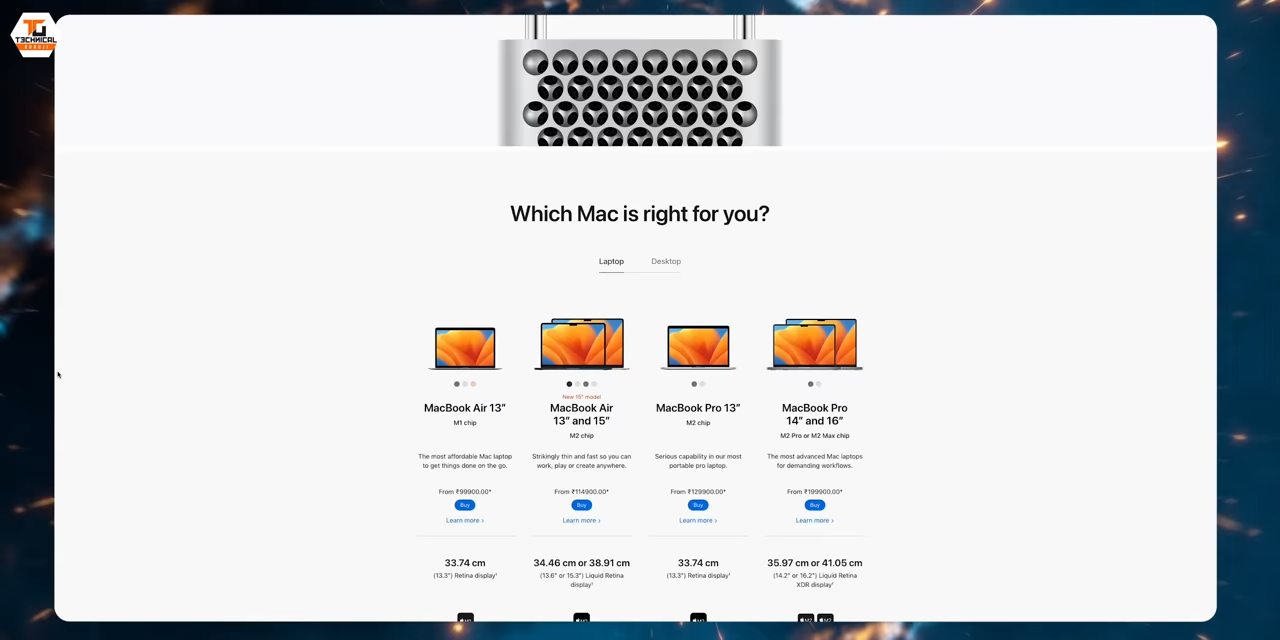 TG
TECHNICAL
GURUJI
Which Mac is right for you?
Laptop Desktop
MacBook Air 13”
M1 chip
The most affordable Mac laptop
to get things done on the go.
From ₹99900.00*
Buy
Learn more ›
33.74 cm
(13.3”) Retina display¹
New 15” model
MacBook Air
13” and 15”
M2 chip
Strikingly thin and fast so you can
work, play or create anywhere.
From ₹114900.00*
Buy
Learn more ›
34.46 cm or 38.91 cm
(13.6” or 15.3”) Liquid Retina
display¹
MacBook Pro 13”
M2 chip
Serious capability in our most
portable pro laptop.
From ₹129900.00*
Buy
Learn more ›
33.74 cm
(13.3”) Retina display¹
MacBook Pro
14” and 16”
M2 Pro or M2 Max chip
The most advanced Mac laptops
for demanding workflows.
From ₹199900.00*
Buy
Learn more ›
35.97 cm or 41.05 cm
(14.2” or 16.2”) Liquid Retina
XDR display¹